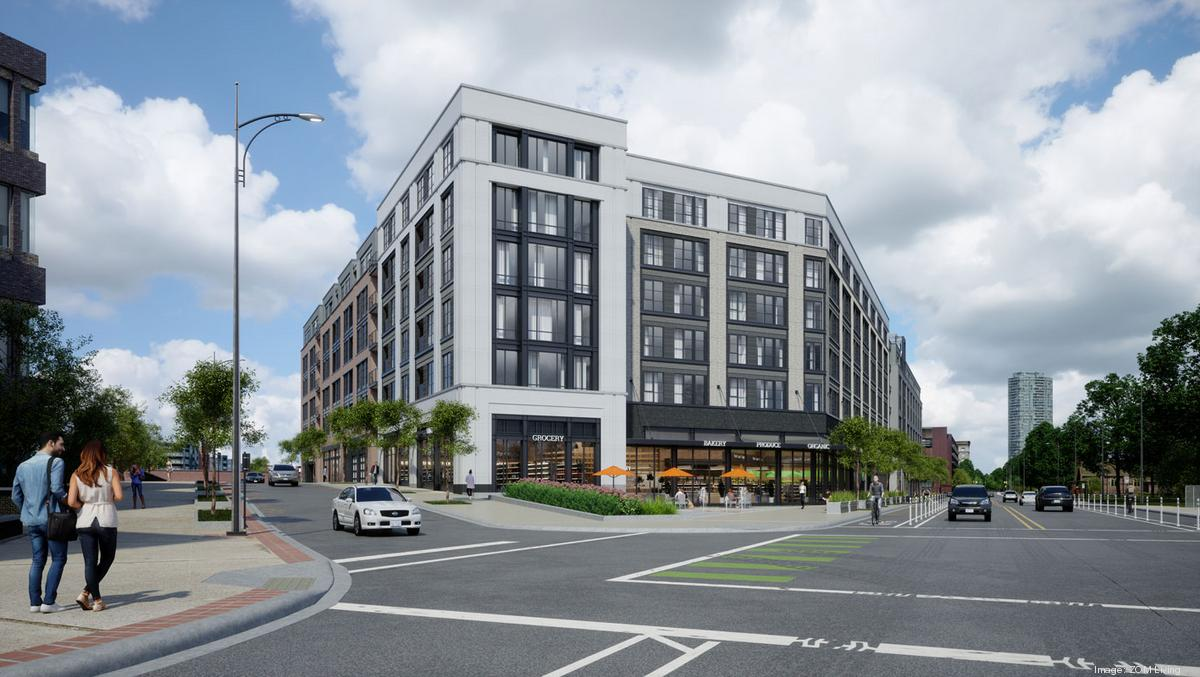 GROCERY
BAKERY PRODUCE ORGANIC
Image: ZOM Living